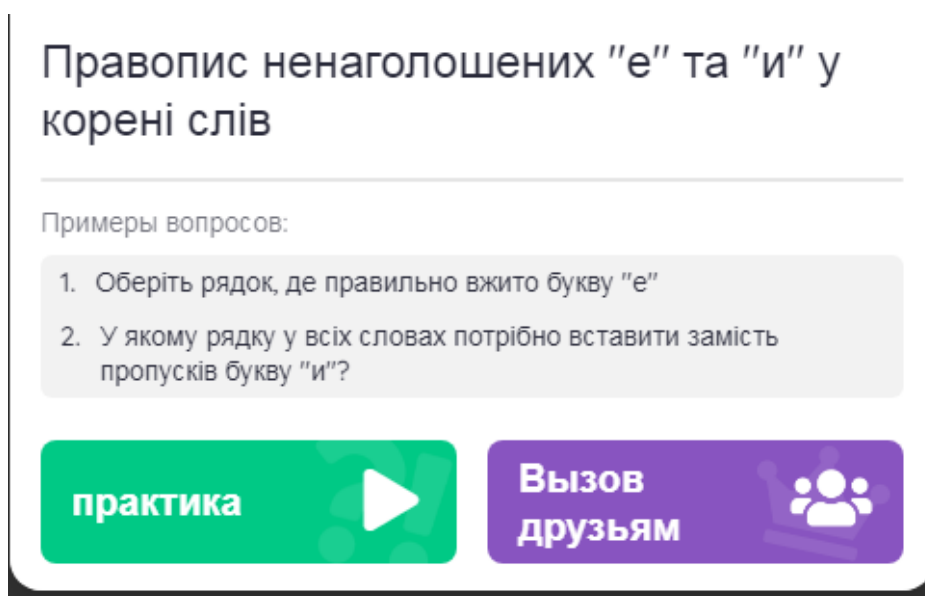 Правопис ненаголошених "е" та "и" у
корені слів
Примеры вопросов:
1. Оберіть рядок, де правильно вжито букву "е"
2. У якому рядку у всіх словах потрібно вставити замість
пропусків букву "и"?
практика
Вызов
друзьям